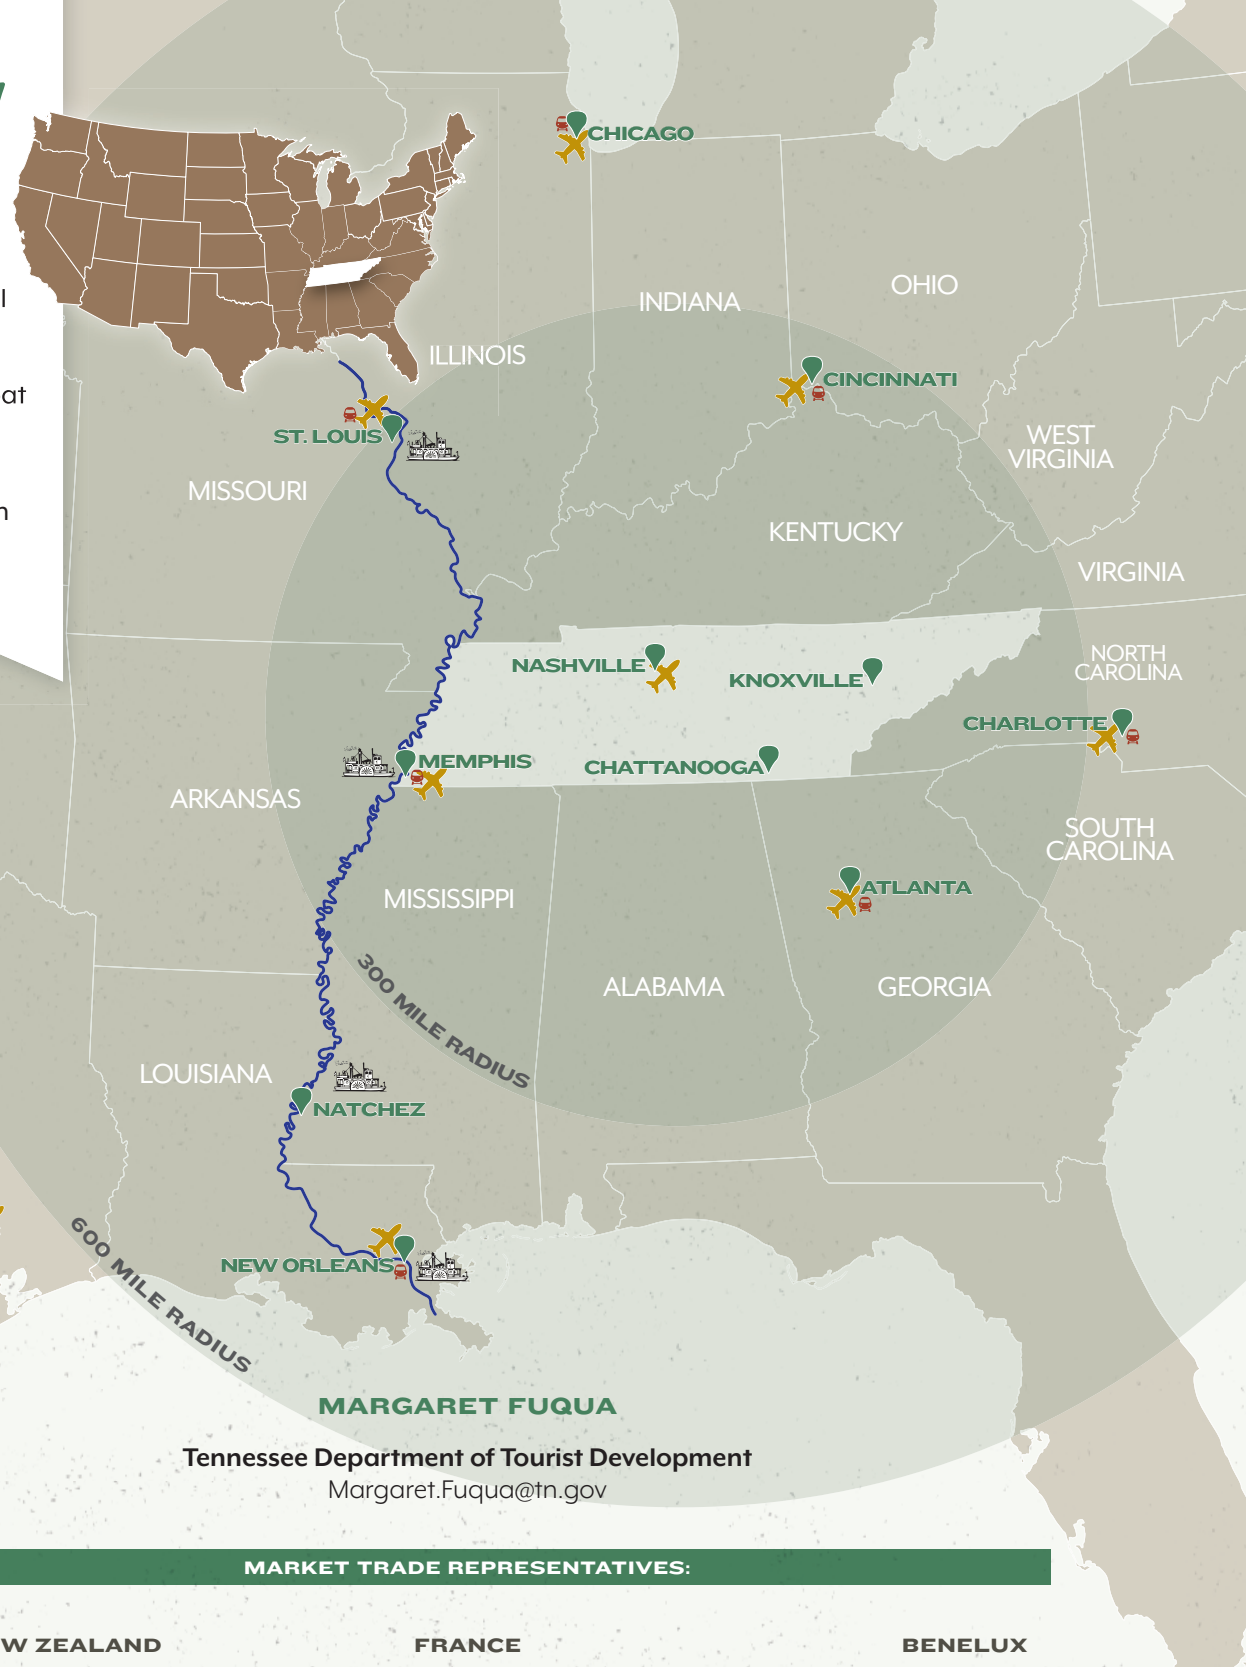 l
at
n
CHICAGO
INDIANA
OHIO
ILLINOIS
CINCINNATI
ST. LOUIS
WEST
VIRGINIA
MISSOURI
KENTUCKY
VIRGINIA
NASHVILLE
KNOXVILLE
NORTH
CAROLINA
CHARLOTTE
MEMPHIS
CHATTANOOGA
ARKANSAS
SOUTH
CAROLINA
MISSISSIPPI
ATLANTA
300 MILE RADIUS
ALABAMA
GEORGIA
LOUISIANA
NATCHEZ
NEW ORLEANS
600 MILE RADIUS
MARGARET FUQUA
Tennessee Department of Tourist Development
Margaret.Fuqua@tn.gov
MARKET TRADE REPRESENTATIVES:
W ZEALAND
FRANCE
BENELUX